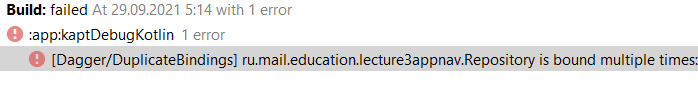 Build: failed At 29.09.2021 5:14 with 1 error
:app:kaptDebugKotlin 1 error
[Dagger/DuplicateBindings] ru.mail.education.lecture3appnav.Repository is bound multiple times: